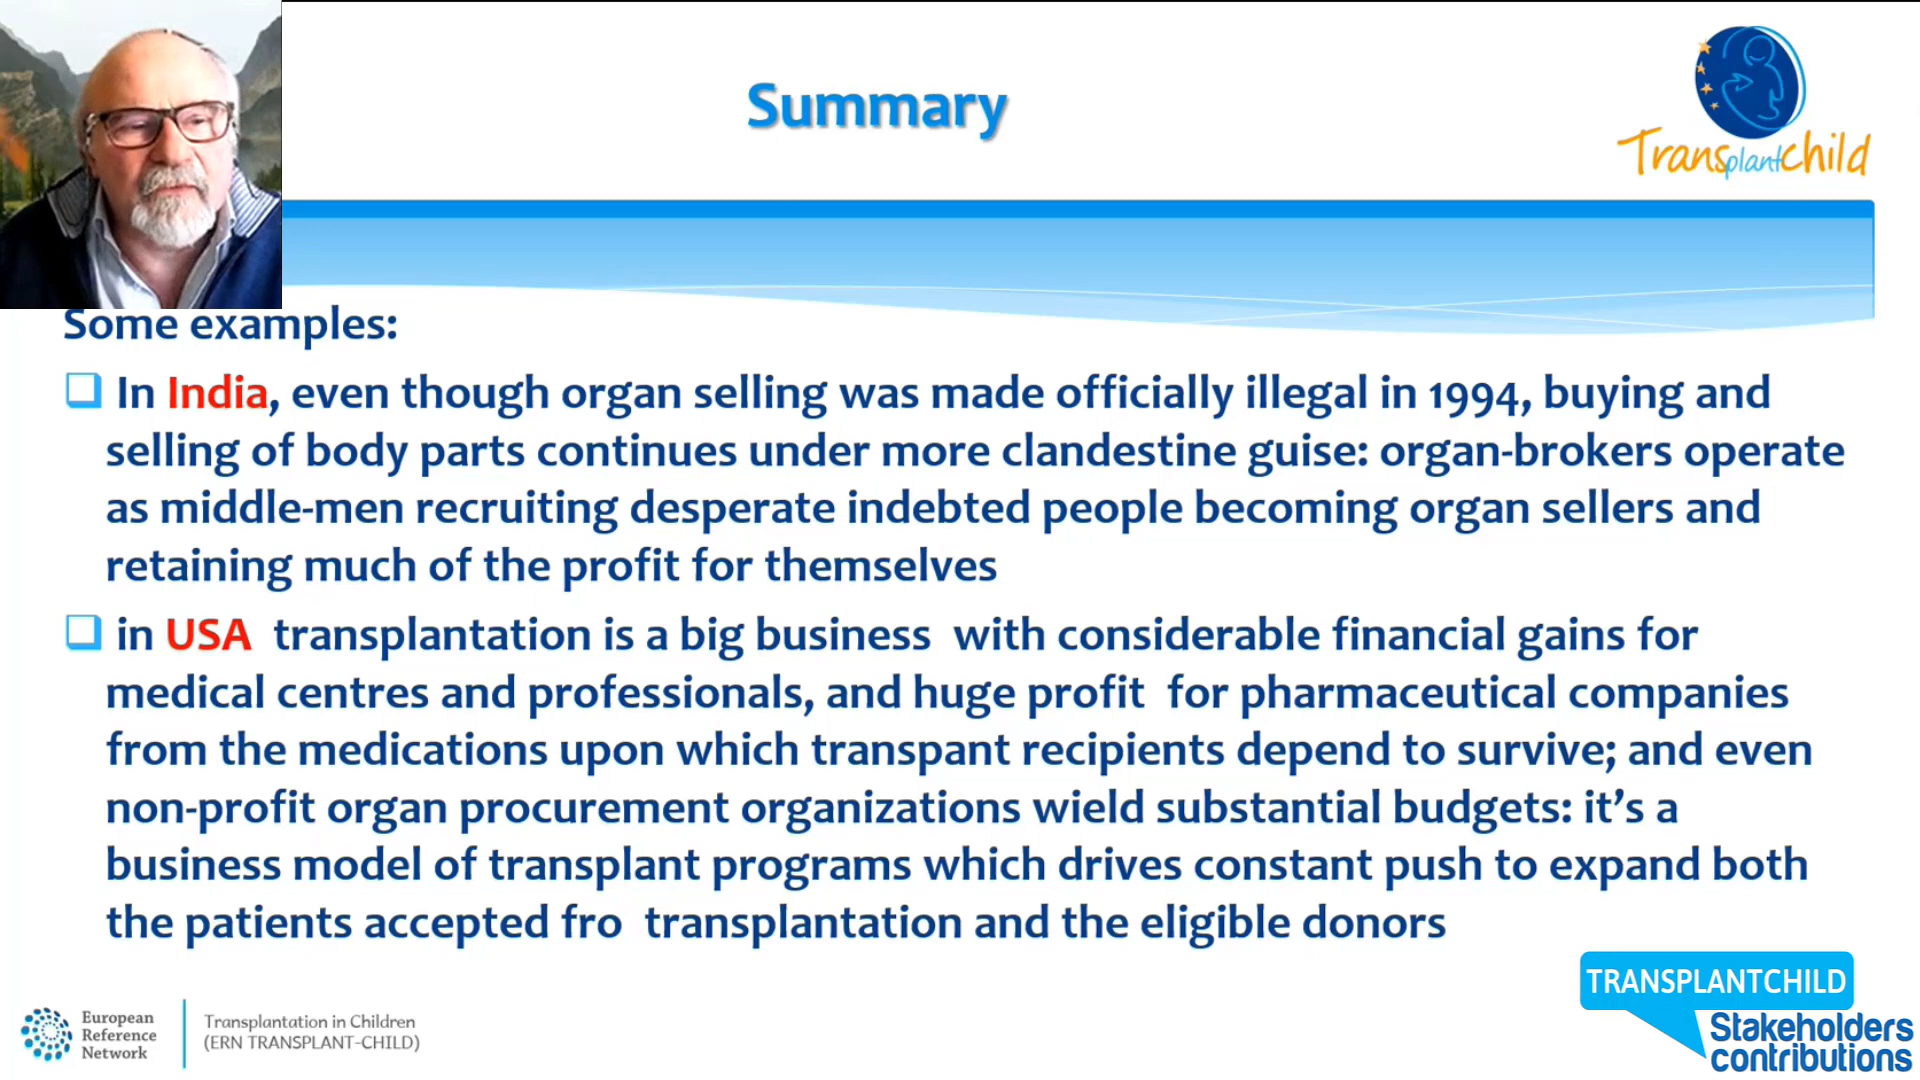 Summary
Transplantchild
Some examples:
In India, even though organ selling was made officially illegal in 1994, buying and
selling of body parts continues under more clandestine guise: organ-brokers operate
as middle-men recruiting desperate indebted people becoming organ sellers and
retaining much of the profit for themselves
in USA transplantation is a big business with considerable financial gains for
medical centres and professionals, and huge profit for pharmaceutical companies
from the medications upon which transpant recipients depend to survive; and even
non-profit organ procurement organizations wield substantial budgets: it’s a
business model of transplant programs which drives constant push to expand both
the patients accepted fro transplantation and the eligible donors
European
Reference
Network
Transplantation in Children
(ERN TRANSPLANT-CHILD)
TRANSPLANTCHILD
Stakeholders
contributions